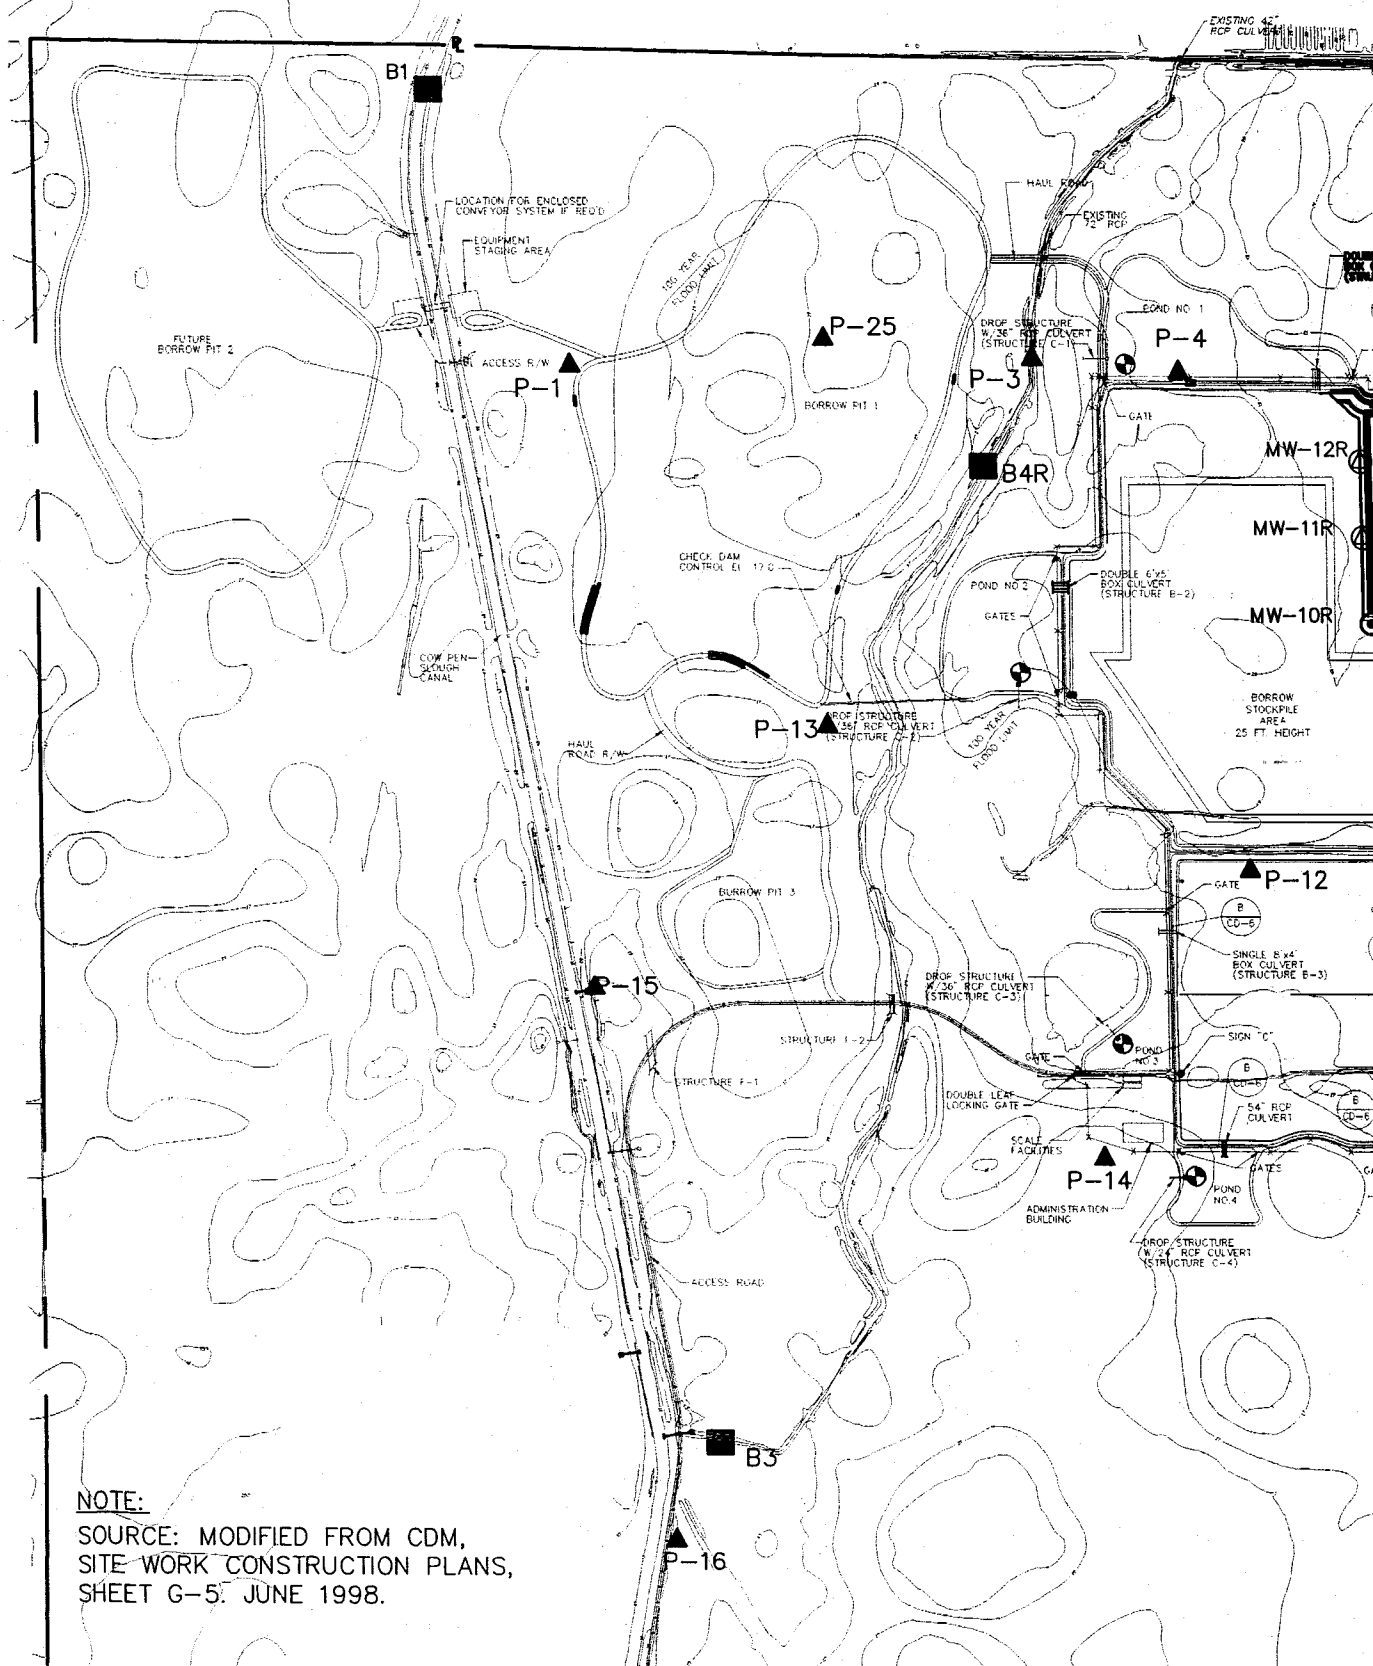 EXISTING 42"
RCP CULVERT
B1
LOCATION FOR ENCLOSED
CONVEYOR SYSTEM IF REQ'D
EQUIPMENT
STAGING AREA
HAUL ROAD
EXISTING
72" RCP
100 YEAR
FLOOD LIMIT
POND NO 1
P-25
DROP STRUCTURE
W/36" RCP CULVERT
(STRUCTURE C-1)
P-4
FUTURE
BORROW PIT 2
ACCESS R/W
P-1
P-3
BORROW PIT 1
GATE
MW-12R
B4R
MW-11R
CHECK DAM
CONTROL EL 17.0
POND NO 2
DOUBLE 6'x5'
BOX CULVERT
(STRUCTURE B-2)
GATES
MW-10R
COW PEN
SLOUGH
CANAL
BORROW
STOCKPILE
AREA
25 FT. HEIGHT
P-13
DROP STRUCTURE
W/36" RCP CULVERT
(STRUCTURE C-2)
100 YEAR
FLOOD LIMIT
HAUL
ROAD R/W
BURROW PIT 3
GATE
P-12
B
CD-6
SINGLE 8'x4'
BOX CULVERT
(STRUCTURE B-3)
P-15
DROP STRUCTURE
W/36" RCP CULVERT
(STRUCTURE C-3)
STRUCTURE F-2
GATE
POND
NO.3
SIGN "C"
STRUCTURE F-1
B
CD-6
DOUBLE LEAF
LOCKING GATE
54" RCP
CULVERT
B
CD-6
SCALE
FACILITIES
P-14
GATES
POND
NO.4
ADMINISTRATION
BUILDING
DROP STRUCTURE
W/24" RCP CULVERT
(STRUCTURE C-4)
ACCESS ROAD
B3
P-16
NOTE:
SOURCE: MODIFIED FROM CDM,
SITE WORK CONSTRUCTION PLANS,
SHEET G-5. JUNE 1998.